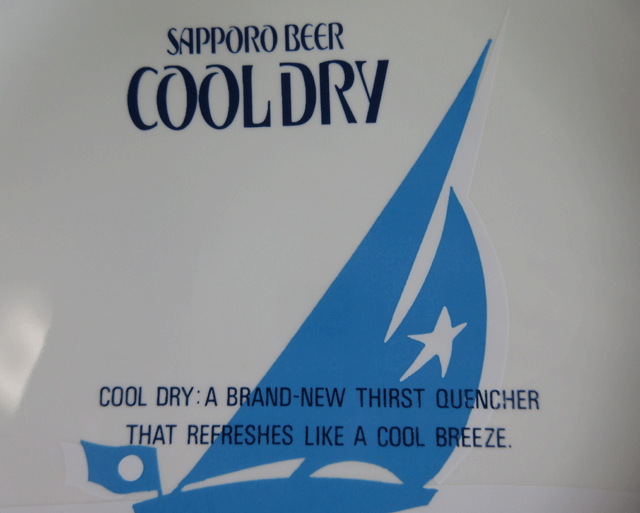 SAPPORO BEER
COOL DRY
COOL DRY: A BRAND-NEW THIRST QUENCHER
THAT REFRESHES LIKE A COOL BREEZE.